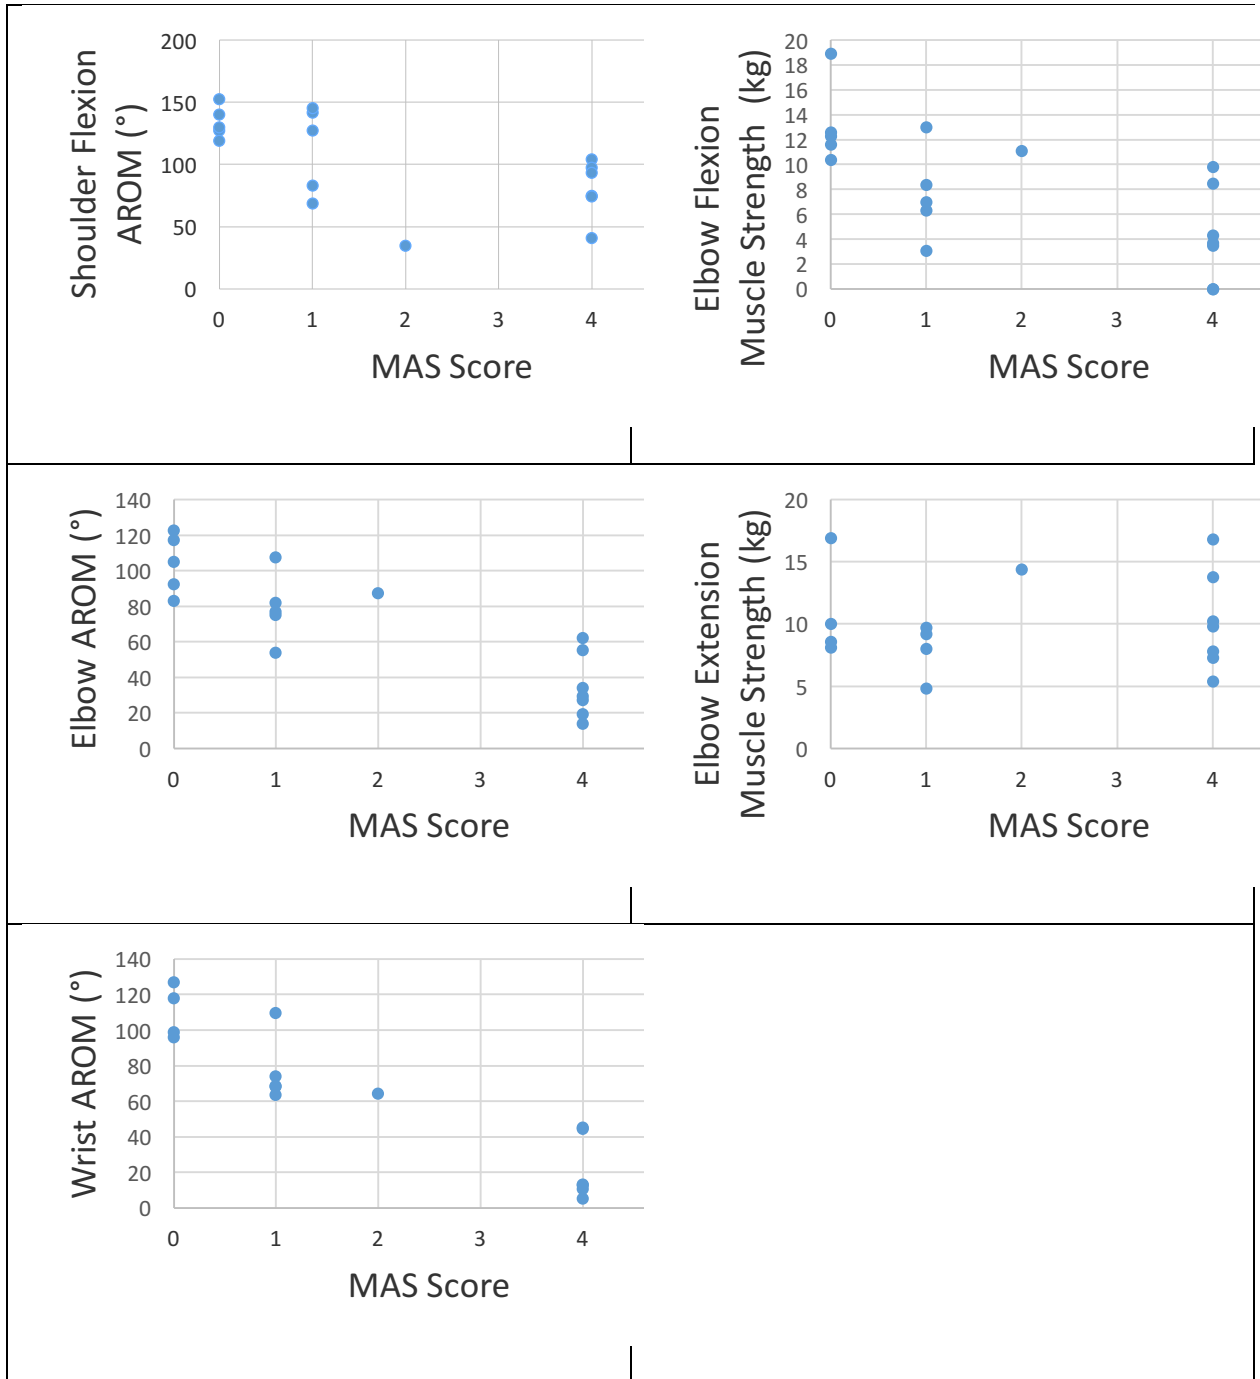 Shoulder Flexion
AROM (°)
200
150
100
50
0
0 1 2 3 4
MAS Score
Elbow Flexion
Muscle Strength (kg)
20
18
16
14
12
10
8
6
4
2
0
0 1 2 3 4
MAS Score
Elbow AROM (°)
140
120
100
80
60
40
20
0
0 1 2 3 4
MAS Score
Elbow Extension
Muscle Strength (kg)
20
15
10
5
0
0 1 2 3 4
MAS Score
Wrist AROM (°)
140
120
100
80
60
40
20
0
0 1 2 3 4
MAS Score